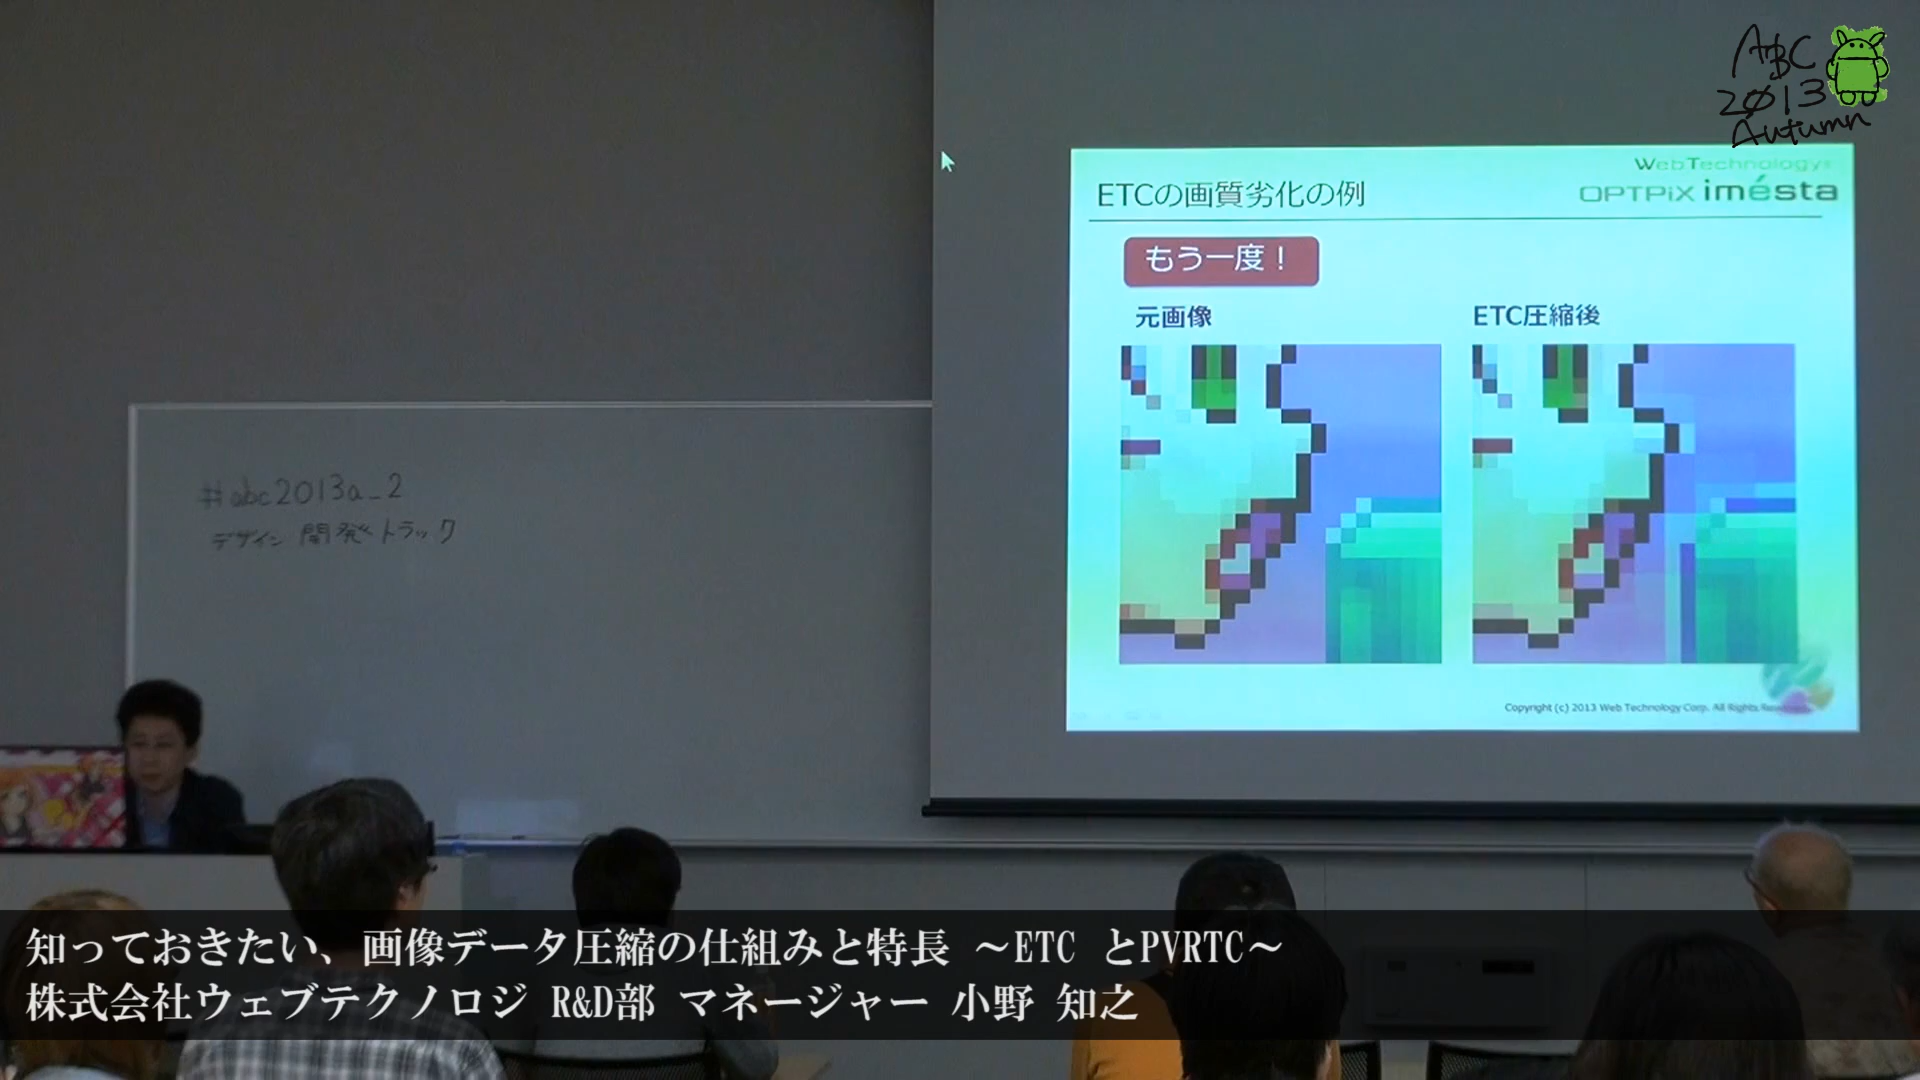 ABC
2013
Autumn
WebTechnology
OPTPiX imésta
ETCの画質劣化の例
もう一度！
元画像
ETC圧縮後
Copyright (c) 2013 Web Technology Corp. All Rights
#abc2013a_2
デザイン開発トラック
知っておきたい、画像データ圧縮の仕組みと特長 ～ETC とPVRTC～
株式会社ウェブテクノロジ R&D部 マネージャー 小野 知之